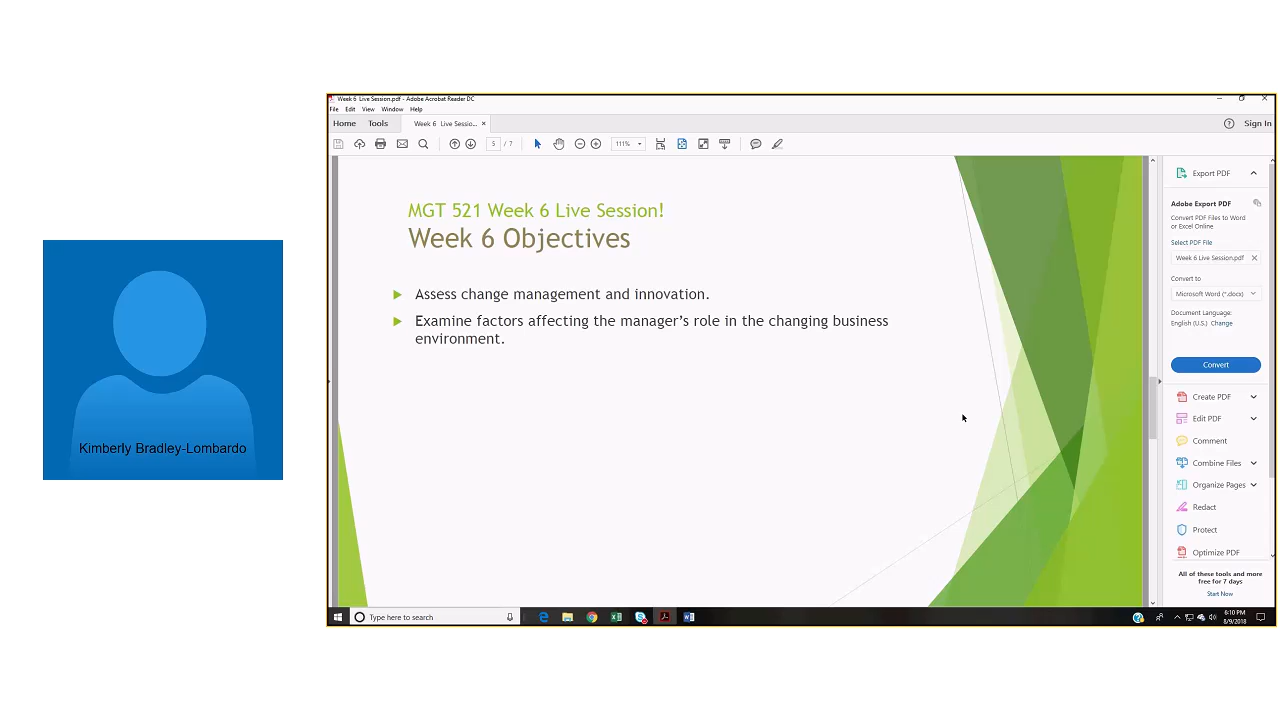 Week 6 Live Session.pdf - Adobe Acrobat Reader DC
File Edit View Window Help
Home Tools Week 6 Live Sessio... × Sign In
5 / 7 111%
MGT 521 Week 6 Live Session!
Week 6 Objectives
Assess change management and innovation.
Examine factors affecting the manager's role in the changing business
environment.
Kimberly Bradley-Lombardo
Export PDF
Adobe Export PDF
Convert PDF Files to Word
or Excel Online
Select PDF File
Week 6 Live Session.pdf
Convert to
Microsoft Word (*.docx)
Document Language:
English (U.S.) Change
Convert
Create PDF
Edit PDF
Comment
Combine Files
Organize Pages
Redact
Protect
Optimize PDF
All of these tools and more
free for 7 days
Start Now
Type here to search
6:10 PM
8/9/2018